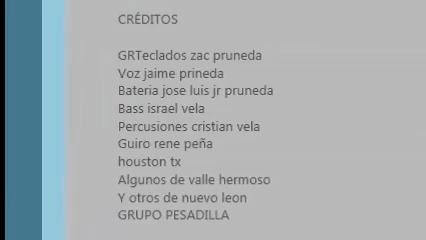 CRÉDITOS
GRTeclados zac pruneda
Voz jaime prineda
Bateria jose luis jr pruneda
Bass israel vela
Percusiones cristian vela
Guiro rene peña
houston tx
Algunos de valle hermoso
Y otros de nuevo leon
GRUPO PESADILLA